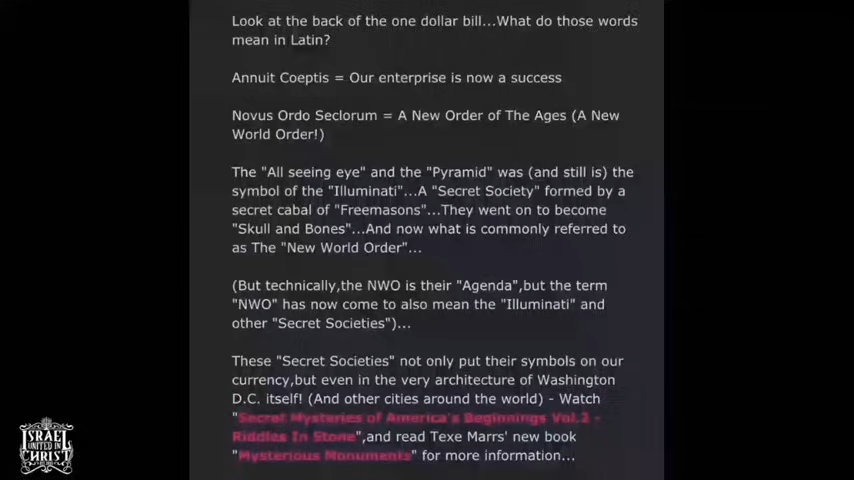 Look at the back of the one dollar bill...What do those words
mean in Latin?
Annuit Coeptis = Our enterprise is now a success
Novus Ordo Seclorum = A New Order of The Ages (A New
World Order!)
The "All seeing eye" and the "Pyramid" was (and still is) the
symbol of the "Illuminati"...A "Secret Society" formed by a
secret cabal of "Freemasons"...They went on to become
"Skull and Bones"...And now what is commonly referred to
as The "New World Order"...
(But technically,the NWO is their "Agenda",but the term
"NWO" has now come to also mean the "Illuminati" and
other "Secret Societies")...
These "Secret Societies" not only put their symbols on our
currency,but even in the very architecture of Washington
D.C. itself! (And other cities around the world) - Watch
"Secret Mysteries of America's Beginnings Vol.2 -
Riddles In Stone",and read Texe Marrs' new book
"Mysterious Monuments" for more information...
ISRAEL
UNITED IN
CHRIST